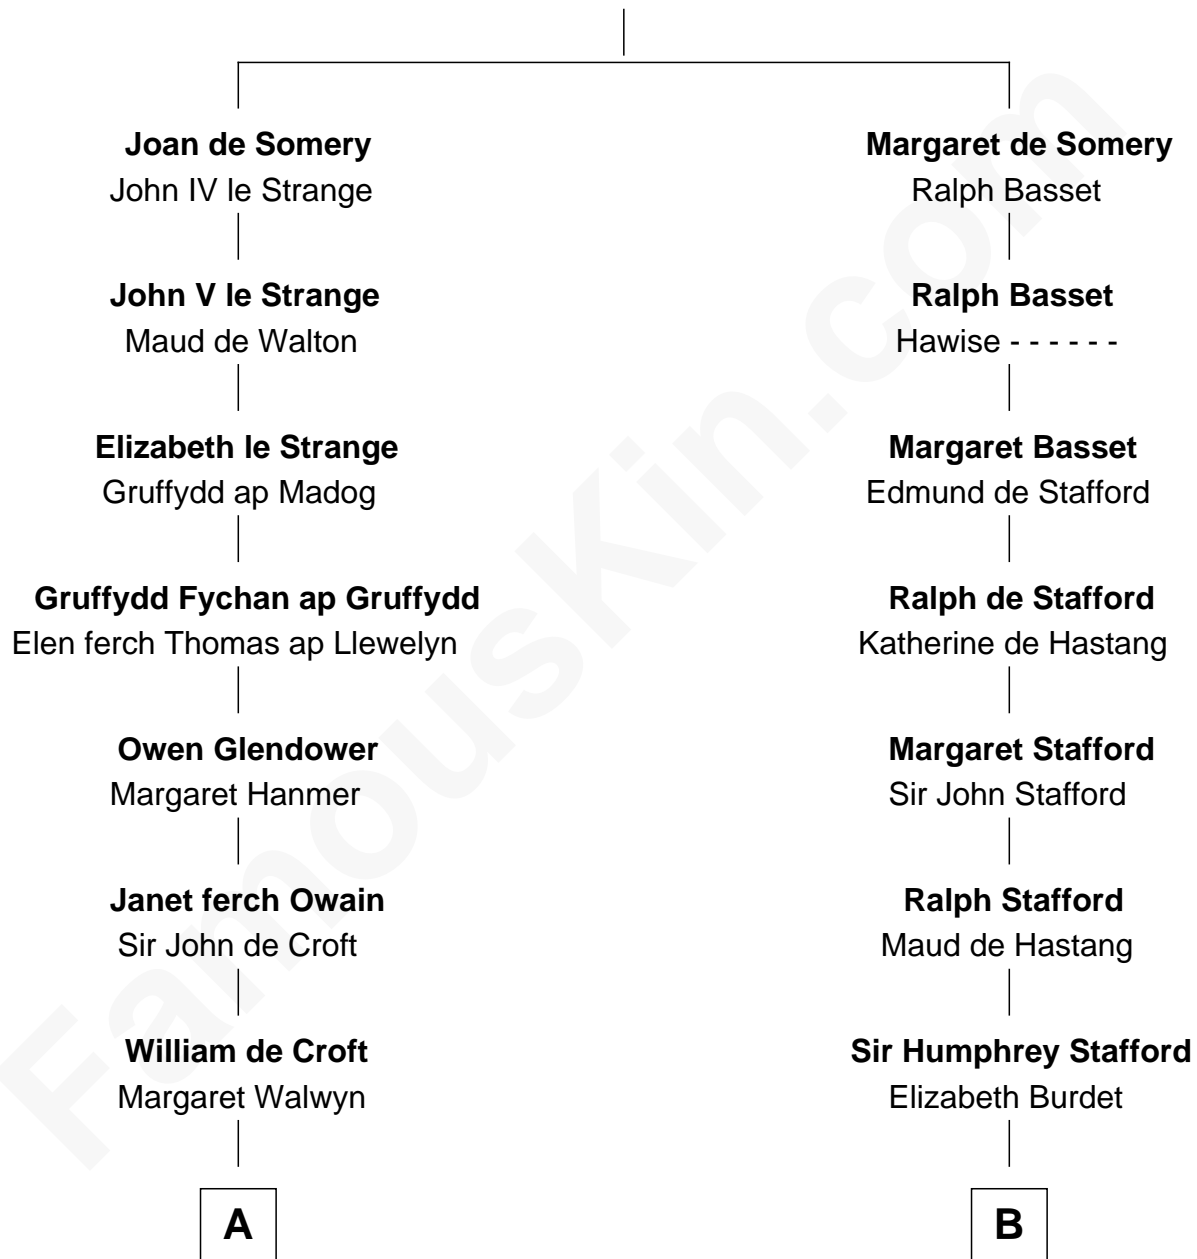 Joan de Somery
John IV le Strange
John V le Strange
Maud de Walton
Elizabeth le Strange
Gruffydd ap Madog
Gruffydd Fychan ap Gruffydd
Elen ferch Thomas ap Llewelyn
Owen Glendower
Margaret Hanmer
Janet ferch Owain
Sir John de Croft
William de Croft
Margaret Walwyn
A
Margaret de Somery
Ralph Basset
Ralph Basset
Hawise - - - - - -
Margaret Basset
Edmund de Stafford
Ralph de Stafford
Katherine de Hastang
Margaret Stafford
Sir John Stafford
Ralph Stafford
Maud de Hastang
Sir Humphrey Stafford
Elizabeth Burdet
B
FamousKin.com